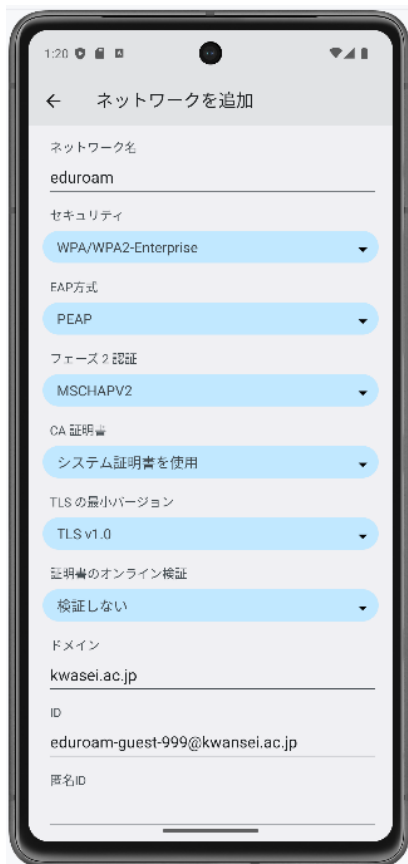 1:20
ネットワークを追加
ネットワーク名
eduroam
セキュリティ
WPA/WPA2-Enterprise
EAP方式
PEAP
フェーズ 2 認証
MSCHAPV2
CA 証明書
システム証明書を使用
TLS の最小バージョン
TLS v1.0
証明書のオンライン検証
検証しない
ドメイン
kwasei.ac.jp
ID
eduroam-guest-999@kwansei.ac.jp
匿名ID